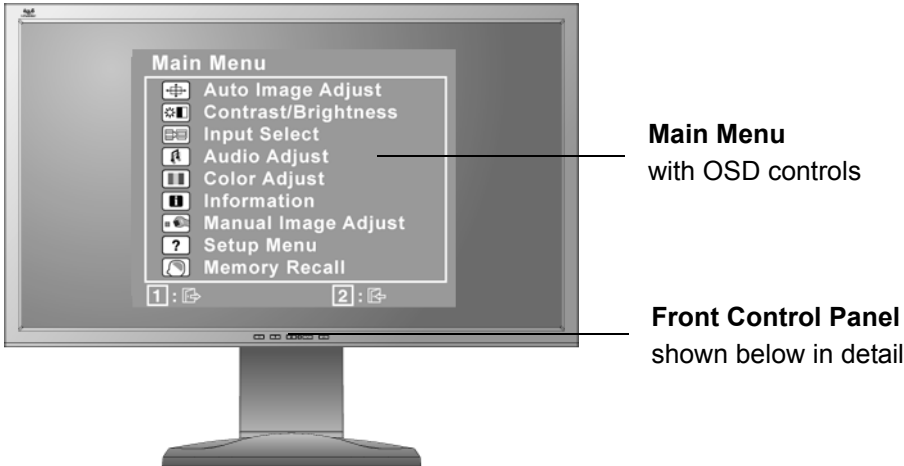 Main Menu
Auto Image Adjust
Contrast/Brightness
Input Select
Audio Adjust
Color Adjust
Information
Manual Image Adjust
? Setup Menu
Memory Recall
1 :
2 :
Main Menu
with OSD controls
Front Control Panel
shown below in detail